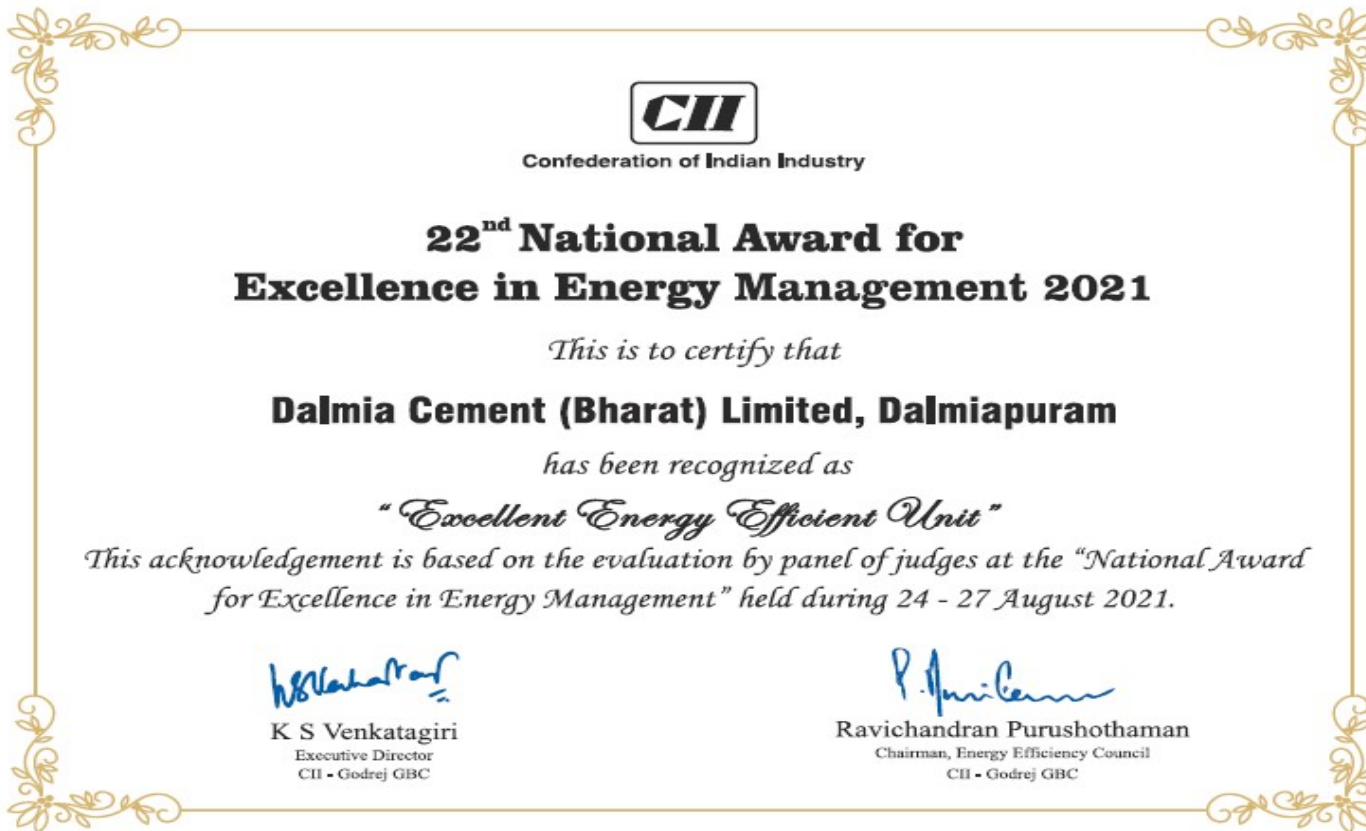 CII
Confederation of Indian Industry
22nd National Award for
Excellence in Energy Management 2021
This is to certify that
Dalmia Cement (Bharat) Limited, Dalmiapuram
has been recognized as
“Excellent Energy Efficient Unit”
This acknowledgement is based on the evaluation by panel of judges at the “National Award
for Excellence in Energy Management” held during 24 - 27 August 2021.
K S Venkatagiri
Executive Director
CII - Godrej GBC
Ravichandran Purushothaman
Chairman, Energy Efficiency Council
CII - Godrej GBC